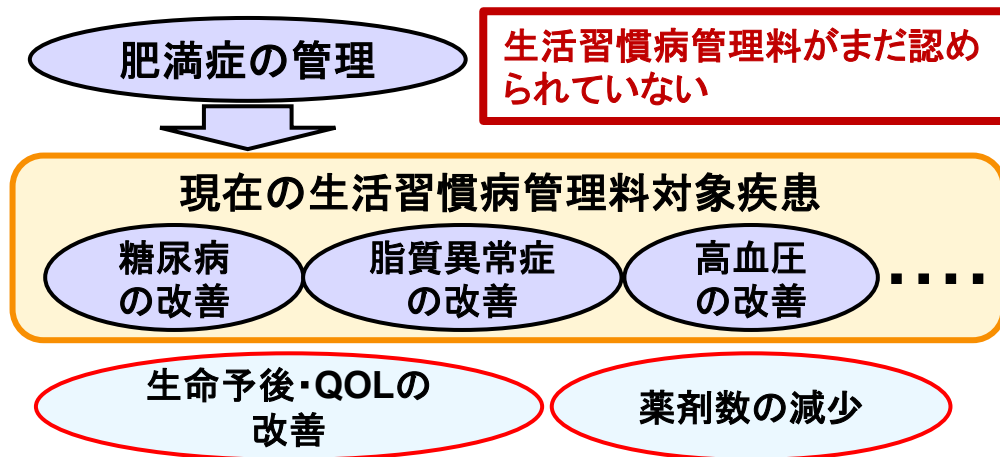 肥満症の管理
生活習慣病管理料がまだ認め
られていない
現在の生活習慣病管理料対象疾患
糖尿病
の改善
脂質異常症
の改善
高血圧
の改善
････
生命予後･QOLの
改善
薬剤数の減少